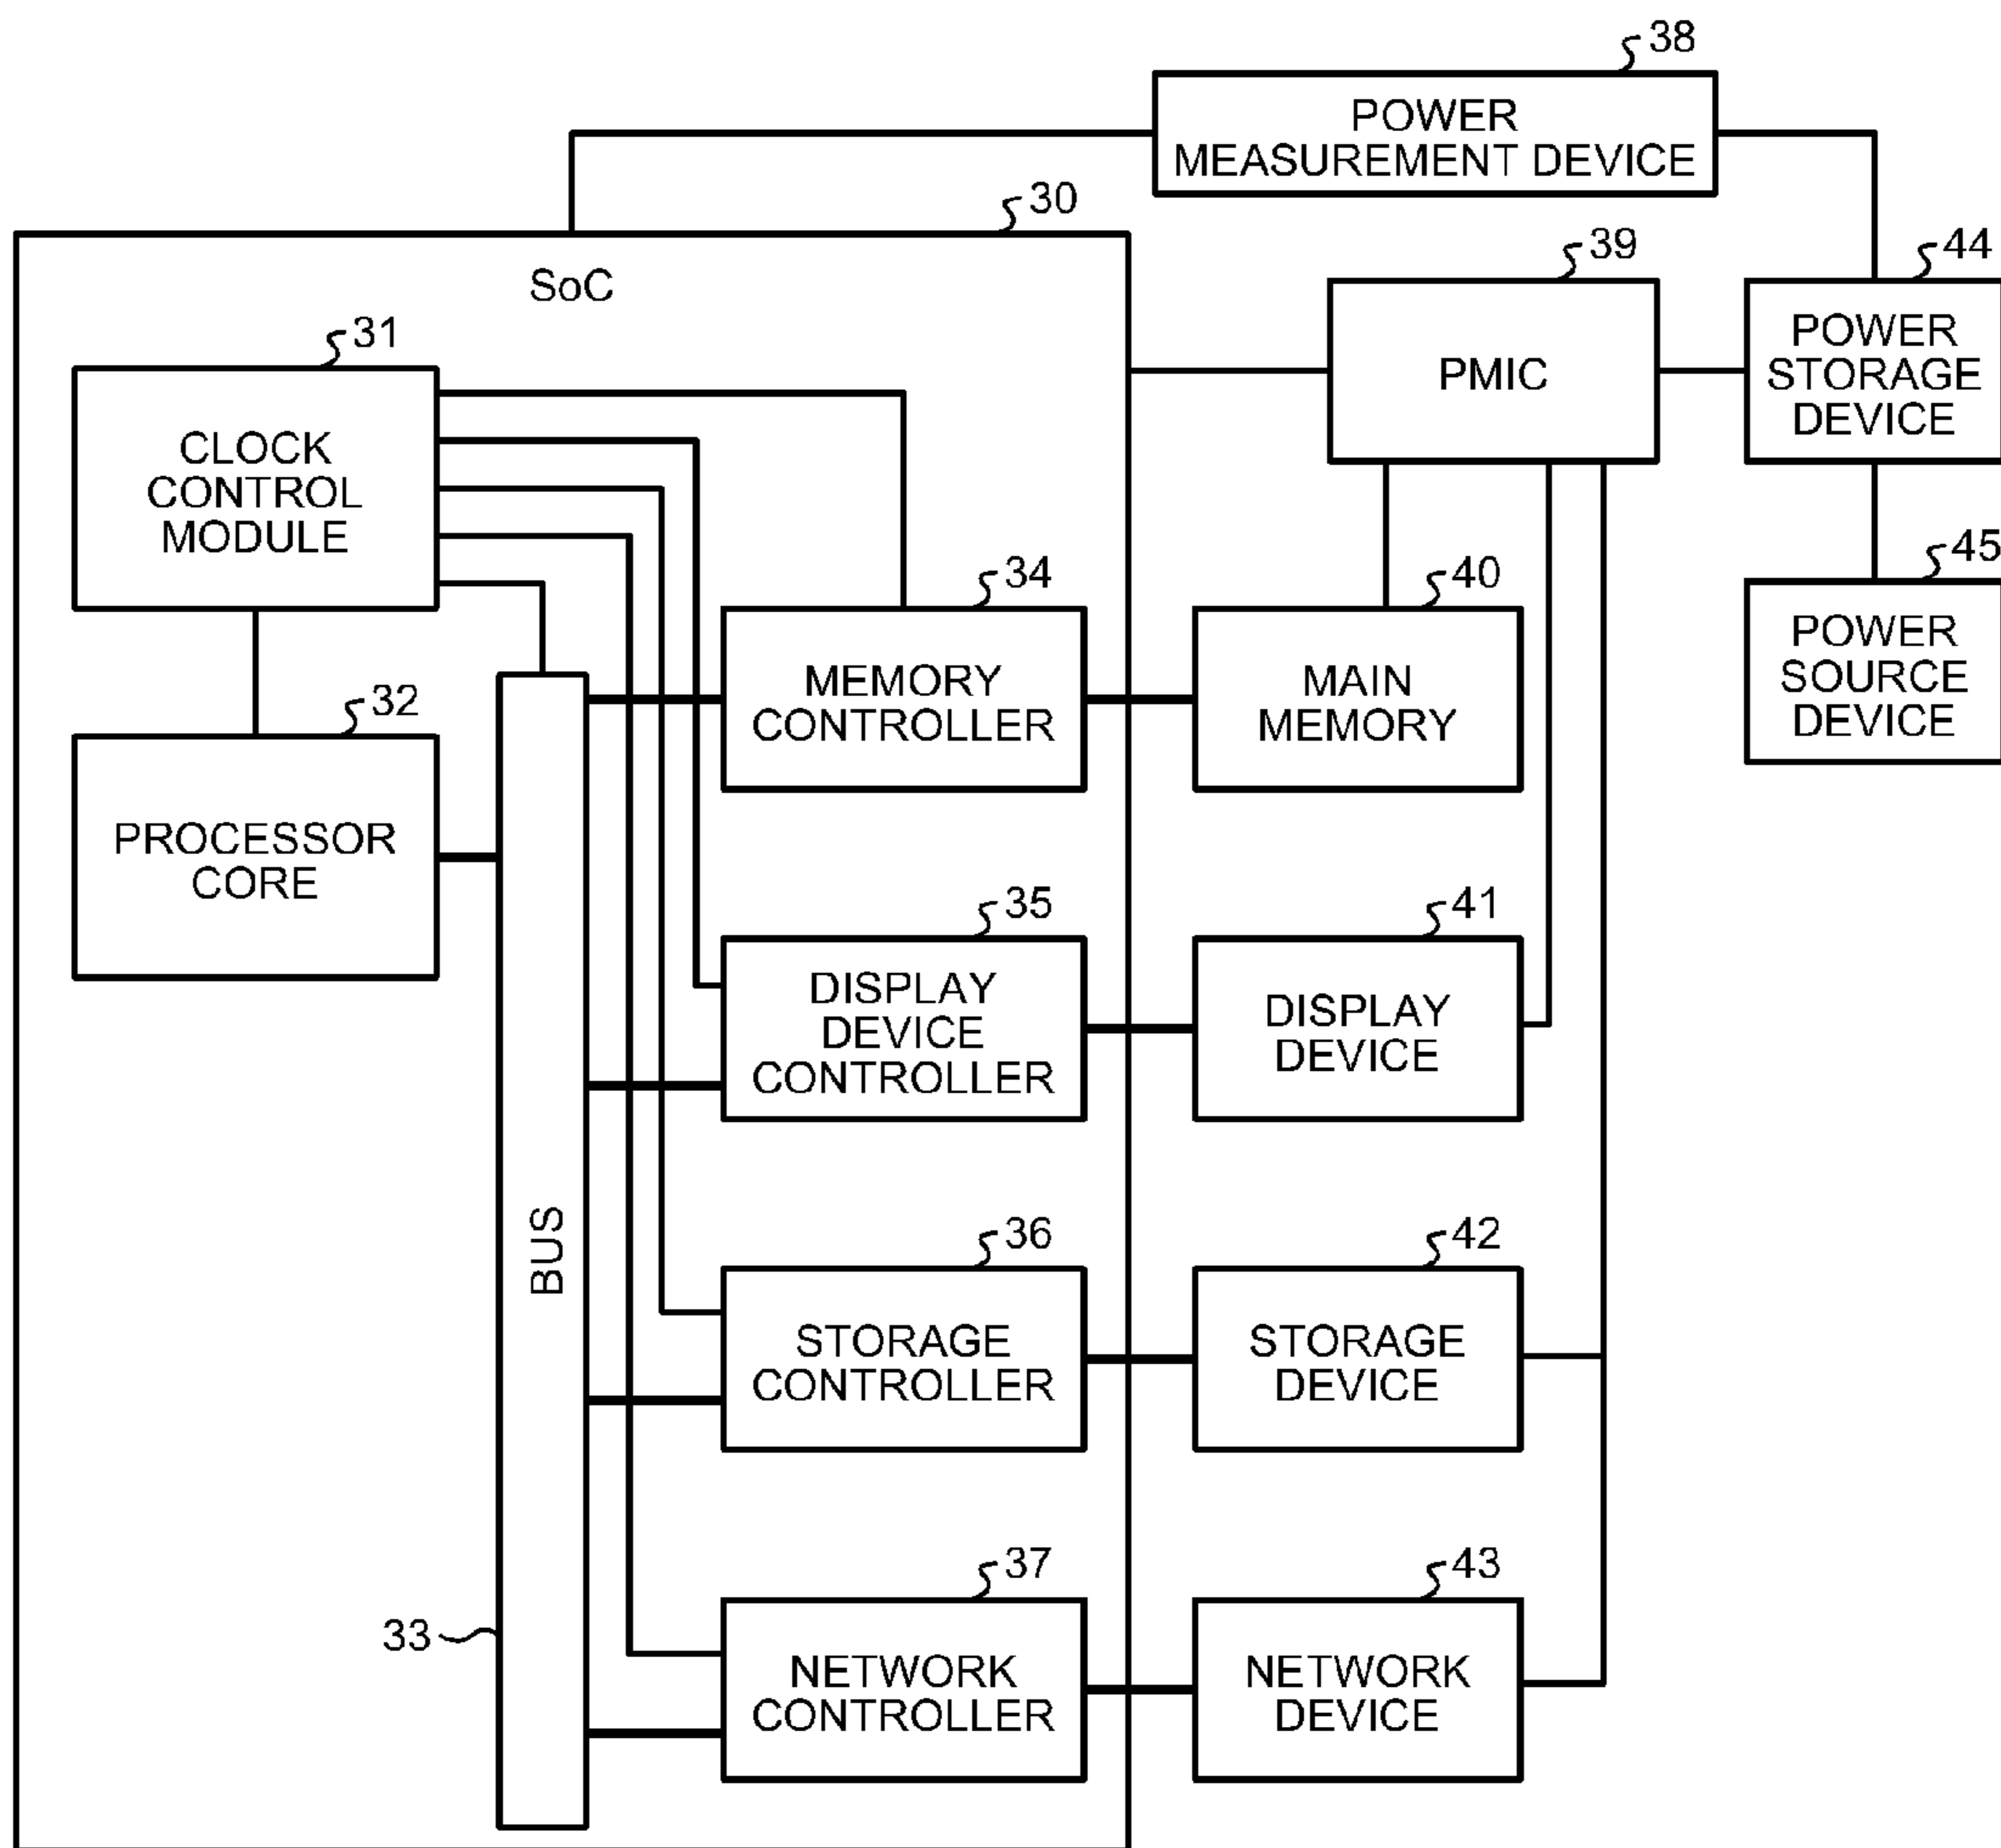 38
POWER
MEASUREMENT DEVICE
30
SoC
39
PMIC
44
POWER
STORAGE
DEVICE
31
CLOCK
CONTROL
MODULE
45
POWER
SOURCE
DEVICE
34
MEMORY
CONTROLLER
40
MAIN
MEMORY
32
PROCESSOR
CORE
35
DISPLAY
DEVICE
CONTROLLER
41
DISPLAY
DEVICE
BUS
33
36
STORAGE
CONTROLLER
42
STORAGE
DEVICE
37
NETWORK
CONTROLLER
43
NETWORK
DEVICE